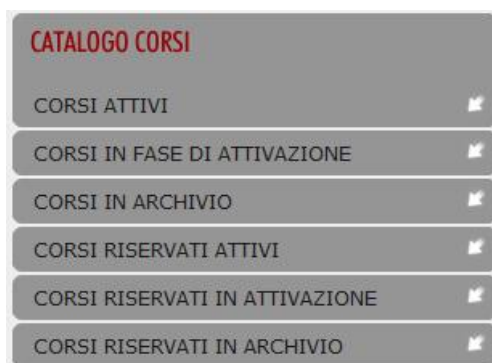 CATALOGO CORSI
CORSI ATTIVI
CORSI IN FASE DI ATTIVAZIONE
CORSI IN ARCHIVIO
CORSI RISERVATI ATTIVI
CORSI RISERVATI IN ATTIVAZIONE
CORSI RISERVATI IN ARCHIVIO